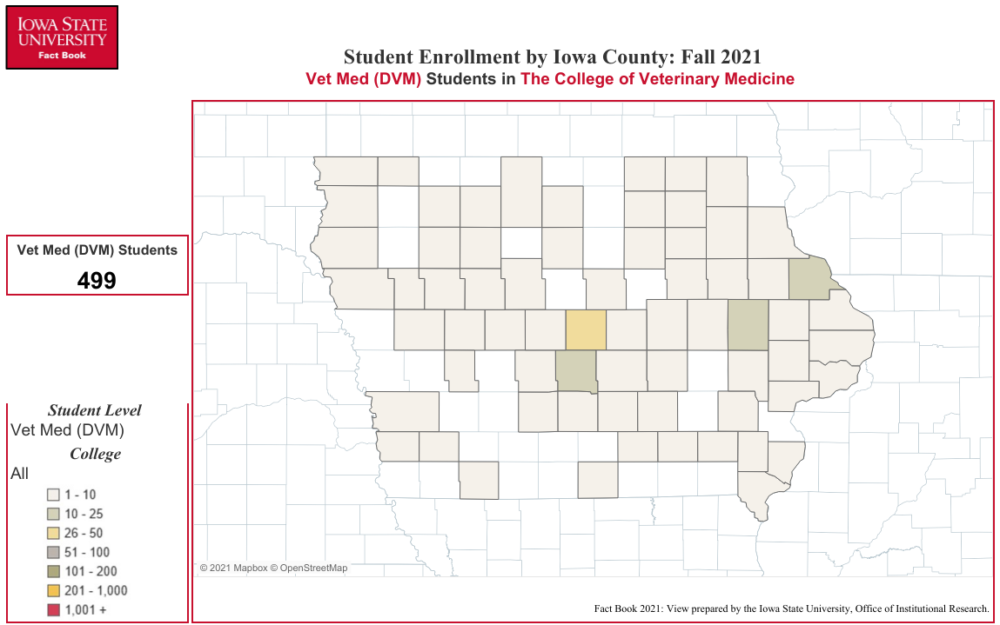 IOWA STATE
UNIVERSITY
Fact Book
Student Enrollment by Iowa County: Fall 2021
Vet Med (DVM) Students in The College of Veterinary Medicine
Vet Med (DVM) Students
499
Student Level
Vet Med (DVM)
College
All
1 - 10
10 - 25
26 - 50
51 - 100
101 - 200
201 - 1,000
1,001 +
© 2021 Mapbox © OpenStreetMap
Fact Book 2021: View prepared by the Iowa State University, Office of Institutional Research.